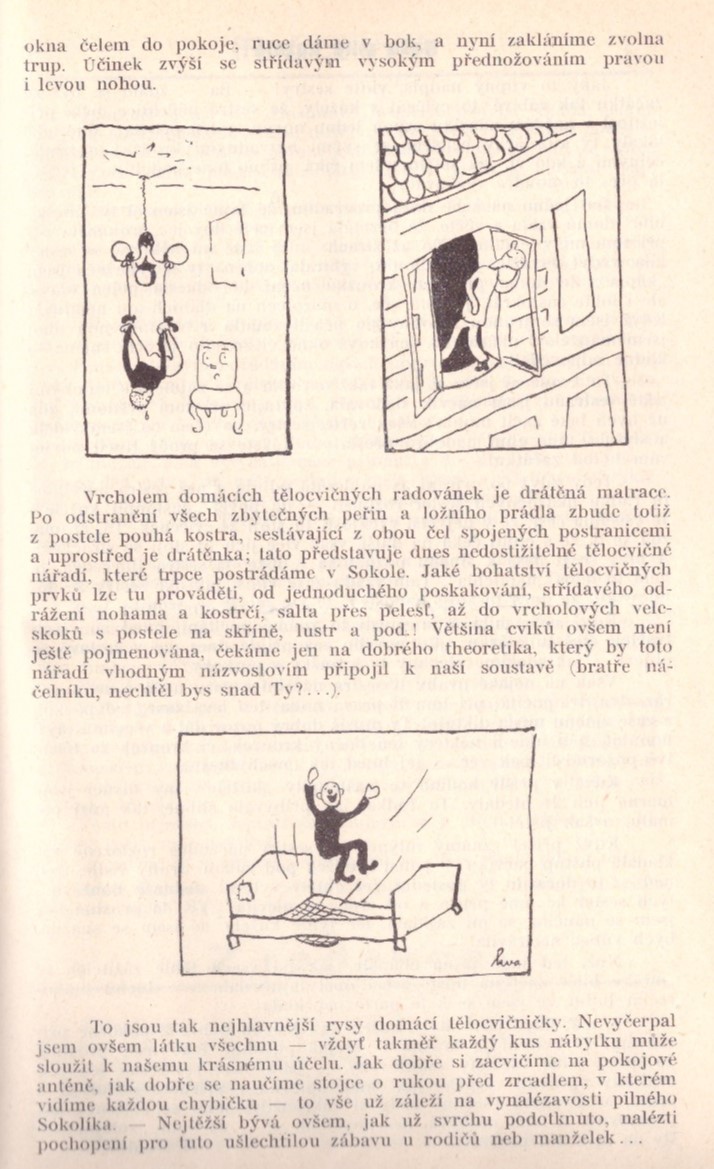 okna čelem do pokoje, ruce dáme v bok, a nyní zakláníme zvolna
trup. Účinek zvýší se střídavým vysokým přednožováním pravou
i levou nohou.
Vrcholem domácích tělocvičných radovánek je drátěná matrace.
Po odstranění všech zbytečných peřin a ložního prádla zbude totiž
z postele pouhá kostra, sestávající z obou čel spojených postranicemi
a uprostřed je drátěnka; tato představuje dnes nedostižitelné tělocvičné
nářadí, které trpce postrádáme v Sokole. Jaké bohatství tělocvičných
prvků lze tu prováděti, od jednoduchého poskakování, střídavého od-
rážení nohama a kostrčí, salta přes pelesť, až do vrcholových vele-
skoků s postele na skříně, lustr a pod.! Většina cviků ovšem není
ještě pojmenována, čekáme jen na dobrého theoretika, který by toto
nářadí vhodným názvoslovím připojil k naší soustavě (bratře ná-
čelníku, nechtěl bys snad Ty?...).
To jsou tak nejhlavnější rysy domácí tělocvičničky. Nevyčerpal
jsem ovšem látku všechnu — vždyť takměř každý kus nábytku může
sloužit k našemu krásnému účelu. Jak dobře si zacvičíme na pokojové
anténě, jak dobře se naučíme stojce o rukou před zrcadlem, v kterém
vidíme každou chybičku — to vše už záleží na vynalézavosti pilného
Sokolíka. — Nejtěžší bývá ovšem, jak už svrchu podotknuto, nalézti
pochopení pro tuto ušlechtilou zábavu u rodičů neb manželek...